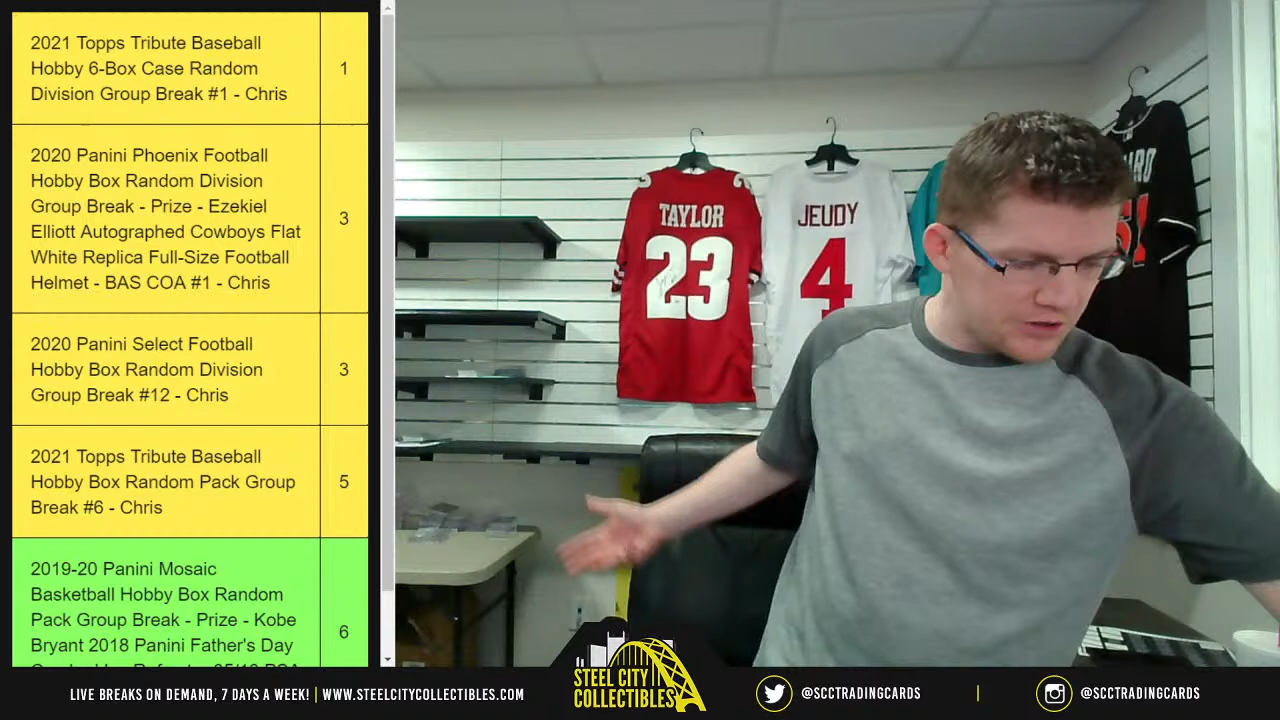 2021 Topps Tribute Baseball
Hobby 6-Box Case Random
Division Group Break #1 - Chris
1
2020 Panini Phoenix Football
Hobby Box Random Division
Group Break - Prize - Ezekiel
Elliott Autographed Cowboys Flat
White Replica Full-Size Football
Helmet - BAS COA #1 - Chris
3
2020 Panini Select Football
Hobby Box Random Division
Group Break #12 - Chris
3
2021 Topps Tribute Baseball
Hobby Box Random Pack Group
Break #6 - Chris
5
2019-20 Panini Mosaic
Basketball Hobby Box Random
Pack Group Break - Prize - Kobe
Bryant 2018 Panini Father's Day
6
TAYLOR
23
JEUDY
4
LIVE BREAKS ON DEMAND, 7 DAYS A WEEK! | WWW.STEELCITYCOLLECTIBLES.COM
STEEL CITY
COLLECTIBLES
@SCCTRADINGCARDS
@SCCTRADINGCARDS